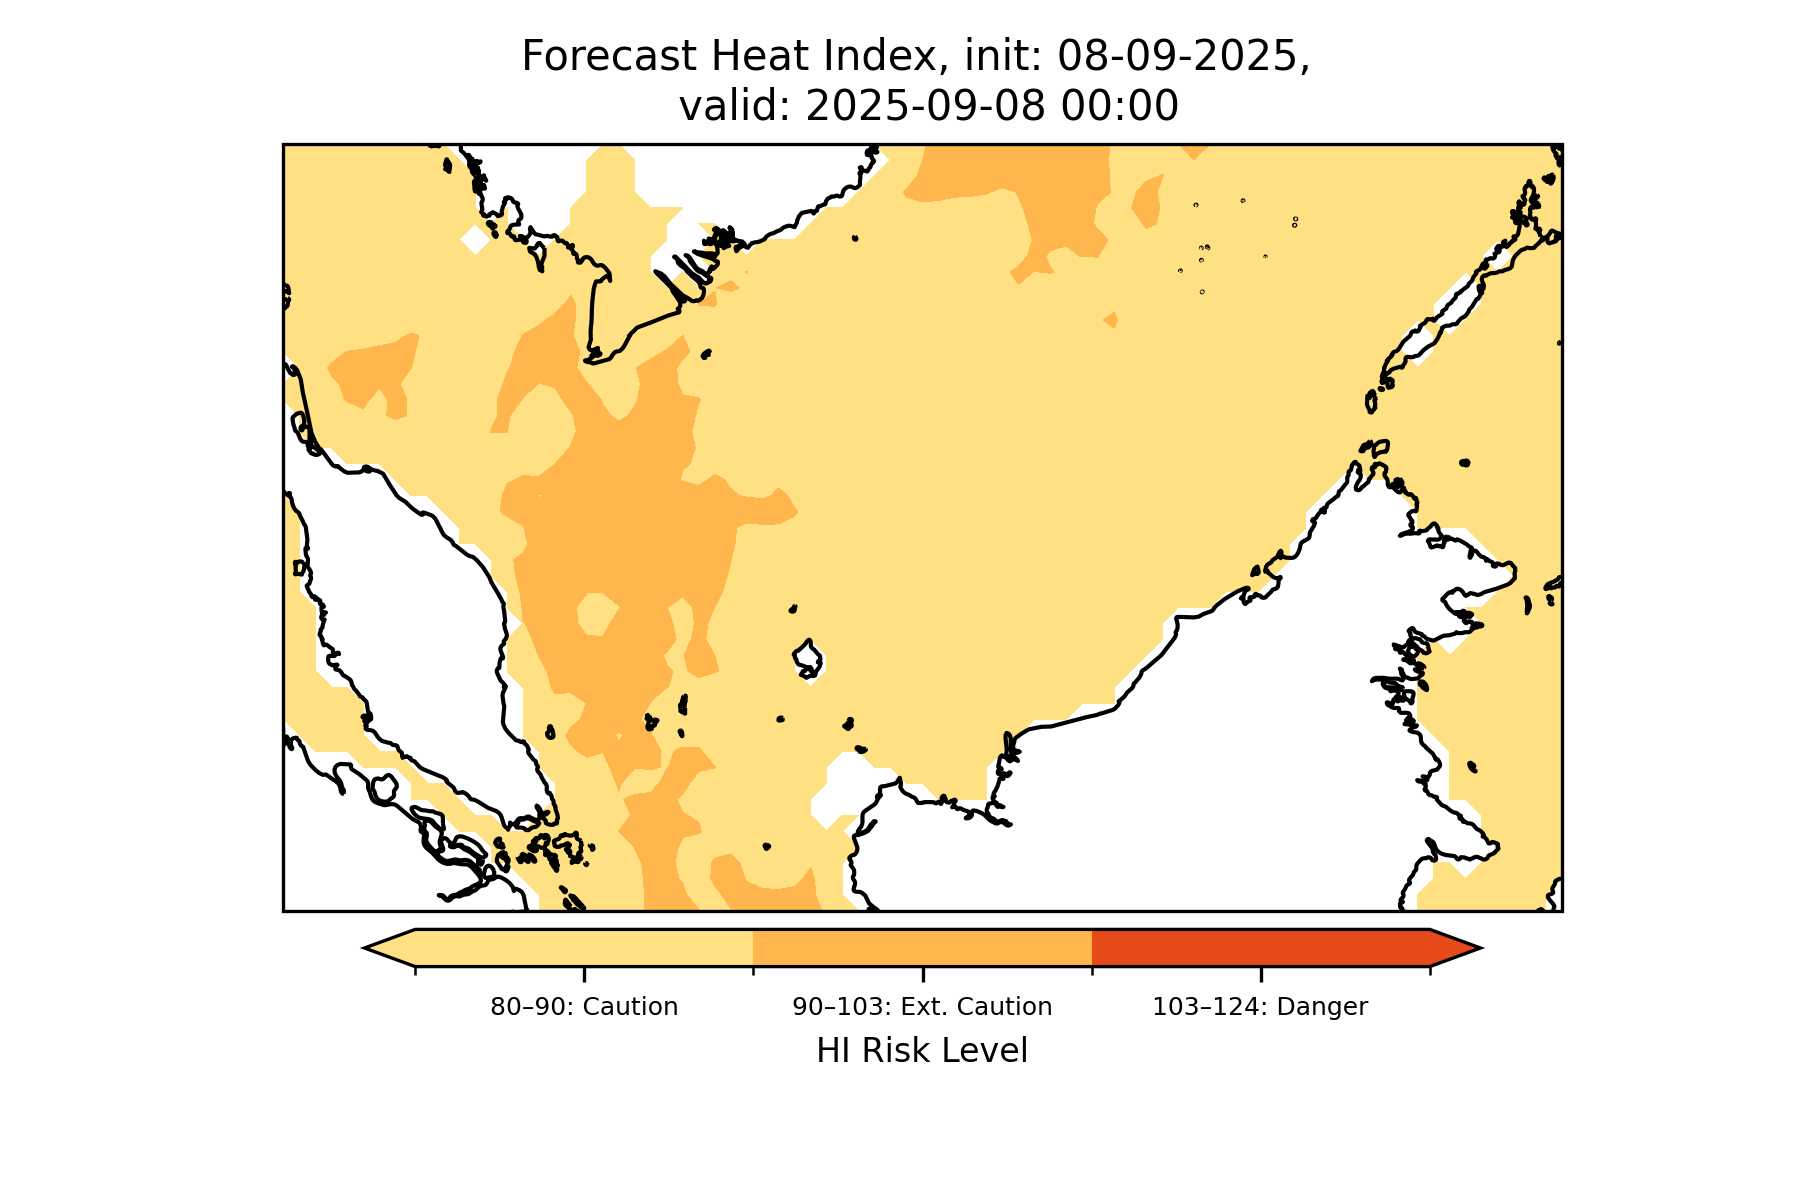 Forecast Heat Index, init: 08-09-2025,
valid: 2025-09-08 00:00
80–90: Caution
90–103: Ext. Caution
103–124: Danger
HI Risk Level